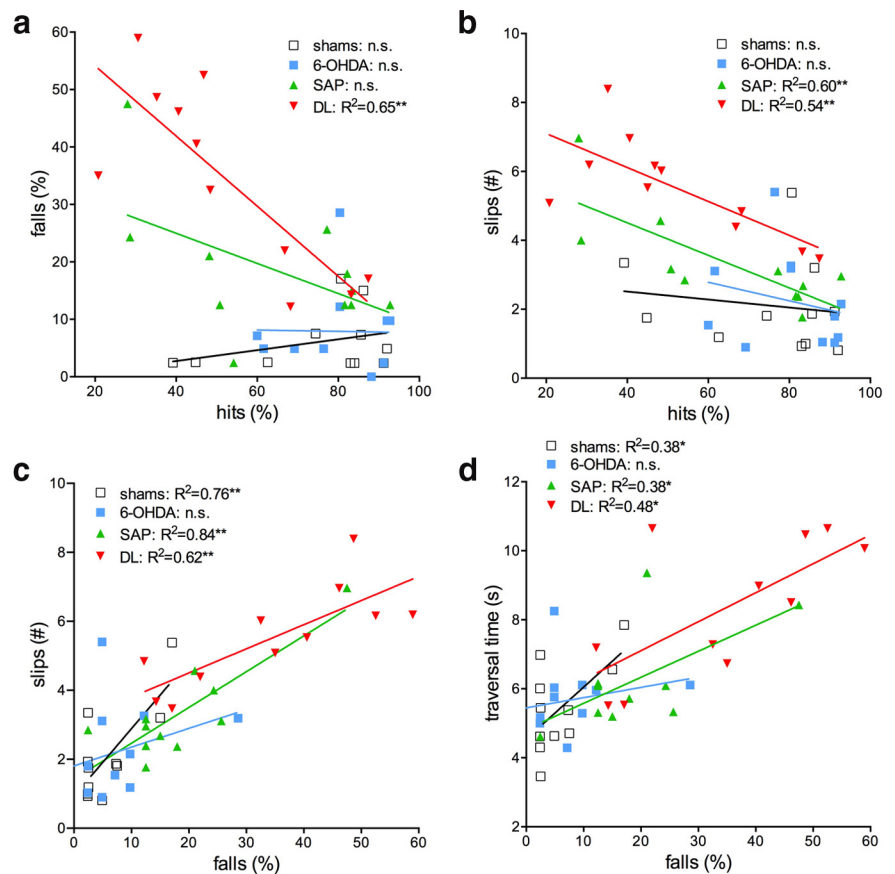 a
shams: n.s.
6-OHDA: n.s.
SAP: n.s.
DL: R²=0.65**
falls (%)
60
50
40
30
20
10
0
20 40 60 80 100
hits (%)
b
shams: n.s.
6-OHDA: n.s.
SAP: R²=0.60**
DL: R²=0.54**
slips (#)
10
8
6
4
2
0
20 40 60 80 100
hits (%)
c
shams: R²=0.76**
6-OHDA: n.s.
SAP: R²=0.84**
DL: R²=0.62**
slips (#)
10
8
6
4
2
0
0 10 20 30 40 50 60
falls (%)
d
shams: R²=0.38*
6-OHDA: n.s.
SAP: R²=0.38*
DL: R²=0.48*
traversal time (s)
12
10
8
6
4
2
0 10 20 30 40 50 60
falls (%)